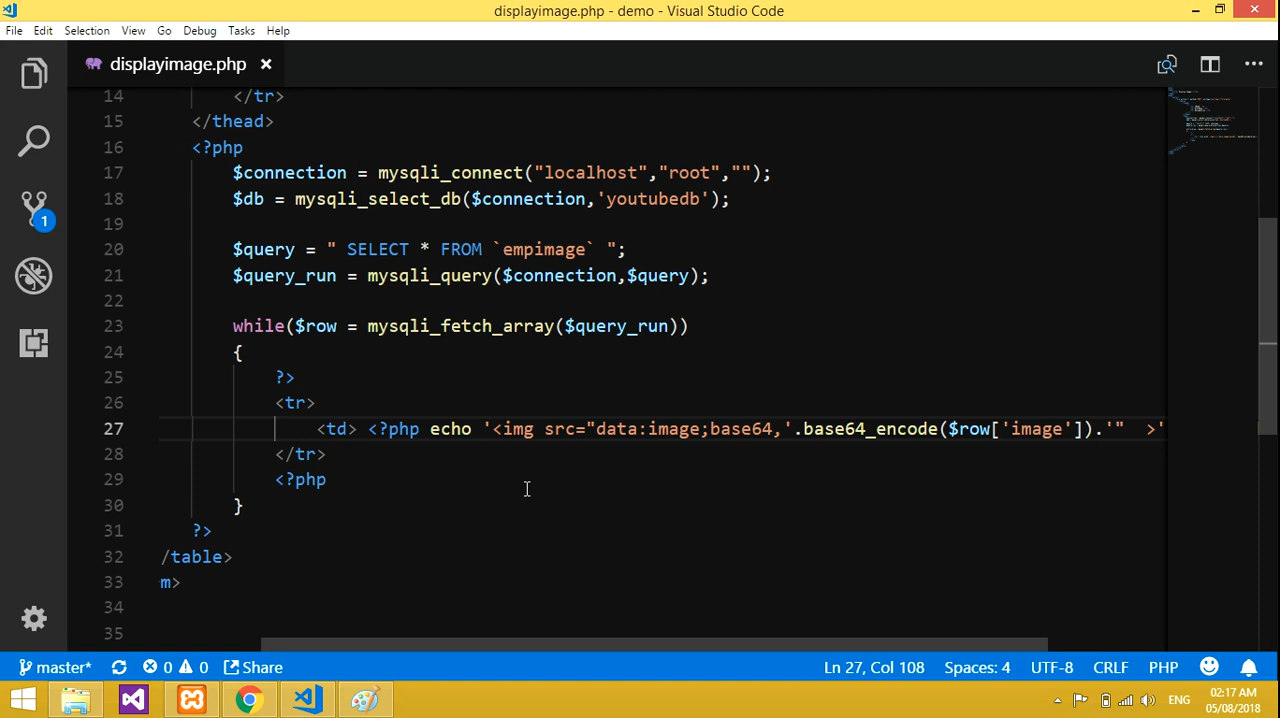 displayimage.php - demo - Visual Studio Code
File Edit Selection View Go Debug Tasks Help
displayimage.php
14 </tr>
15 </thead>
16 <?php
17 $connection = mysqli_connect("localhost","root","");
18 $db = mysqli_select_db($connection,'youtubedb');
19
20 $query = " SELECT * FROM `empimage` ";
21 $query_run = mysqli_query($connection,$query);
22
23 while($row = mysqli_fetch_array($query_run))
24 {
25 ?>
26 <tr>
27 <td> <?php echo '<img src="data:image;base64,'.base64_encode($row['image']).'"  >'
28 </tr>
29 <?php
30 }
31 ?>
32 /table>
33 m>
34
35
1
master* 0 0 Share Ln 27, Col 108 Spaces: 4 UTF-8 CRLF PHP
ENG
02:17 AM
05/08/2018